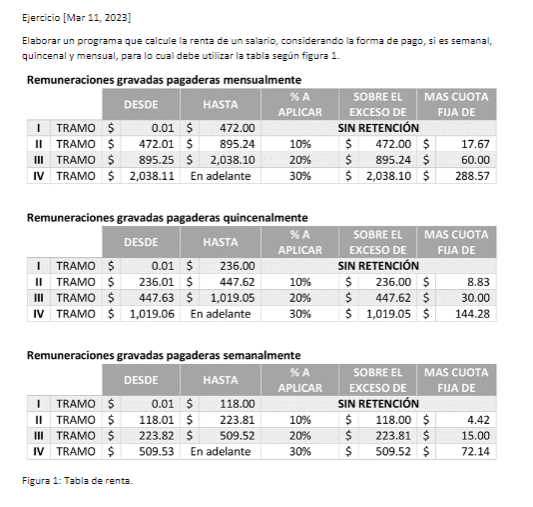 Ejercicio [Mar 11, 2023]
Elaborar un programa que calcule la renta de un salario, considerando la forma de pago, si es semanal,
quincenal y mensual, para lo cual debe utilizar la tabla según figura 1.
Remuneraciones gravadas pagaderas mensualmente
DESDE HASTA % A APLICAR SOBRE EL EXCESO DE MAS CUOTA FIJA DE
I TRAMO $ 0.01 $ 472.00 SIN RETENCIÓN
II TRAMO $ 472.01 $ 895.24 10% $ 472.00 $ 17.67
III TRAMO $ 895.25 $ 2,038.10 20% $ 895.24 $ 60.00
IV TRAMO $ 2,038.11 En adelante 30% $ 2,038.10 $ 288.57
Remuneraciones gravadas pagaderas quincenalmente
DESDE HASTA % A APLICAR SOBRE EL EXCESO DE MAS CUOTA FIJA DE
I TRAMO $ 0.01 $ 236.00 SIN RETENCIÓN
II TRAMO $ 236.01 $ 447.62 10% $ 236.00 $ 8.83
III TRAMO $ 447.63 $ 1,019.05 20% $ 447.62 $ 30.00
IV TRAMO $ 1,019.06 En adelante 30% $ 1,019.05 $ 144.28
Remuneraciones gravadas pagaderas semanalmente
DESDE HASTA % A APLICAR SOBRE EL EXCESO DE MAS CUOTA FIJA DE
I TRAMO $ 0.01 $ 118.00 SIN RETENCIÓN
II TRAMO $ 118.01 $ 223.81 10% $ 118.00 $ 4.42
III TRAMO $ 223.82 $ 509.52 20% $ 223.81 $ 15.00
IV TRAMO $ 509.53 En adelante 30% $ 509.52 $ 72.14
Figura 1: Tabla de renta.